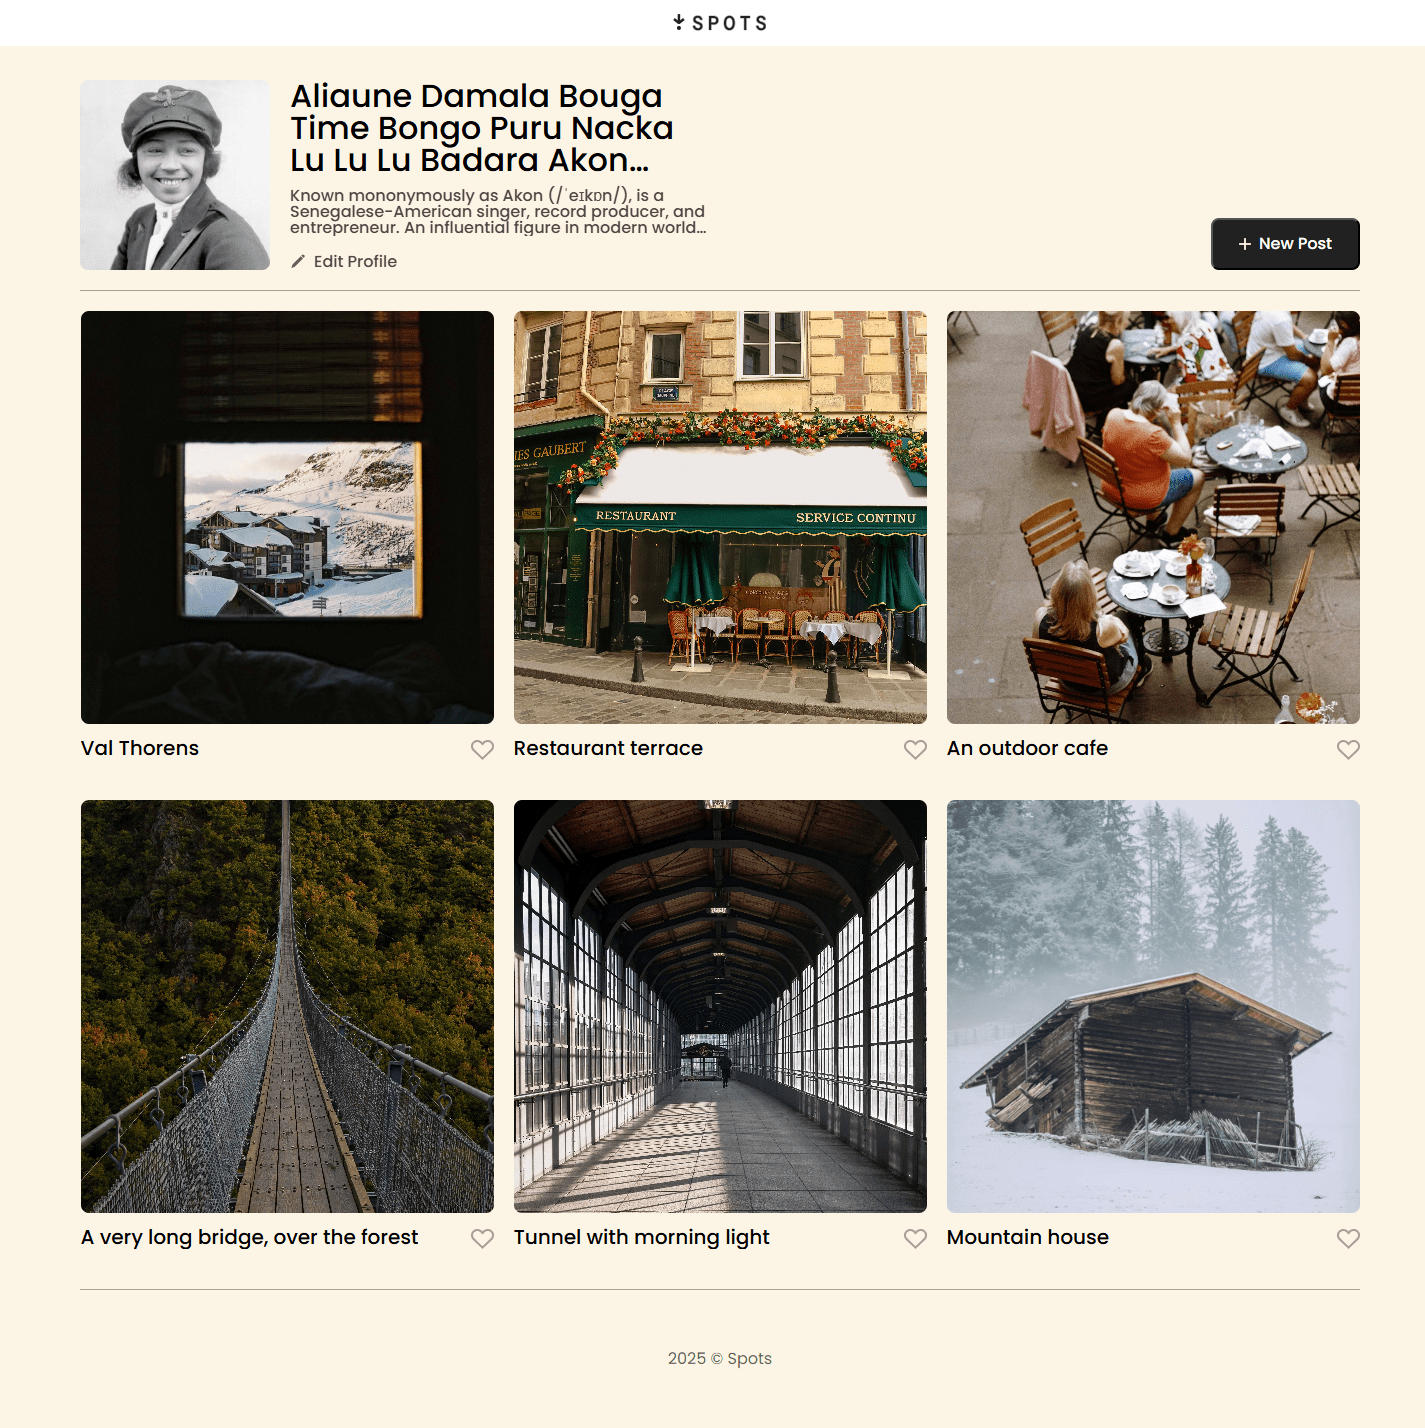 SPOTS
Aliaune Damala Bouga
Time Bongo Puru Nacka
Lu Lu Lu Badara Akon...
Known mononymously as Akon (/ˈeɪkɒn/), is a
Senegalese-American singer, record producer, and
entrepreneur. An influential figure in modern world...
Edit Profile
+ New Post
IES GAUBERT
RESTAURANT
SERVICE CONTINU
Val Thorens
Restaurant terrace
An outdoor cafe
A very long bridge, over the forest
Tunnel with morning light
Mountain house
2025 © Spots